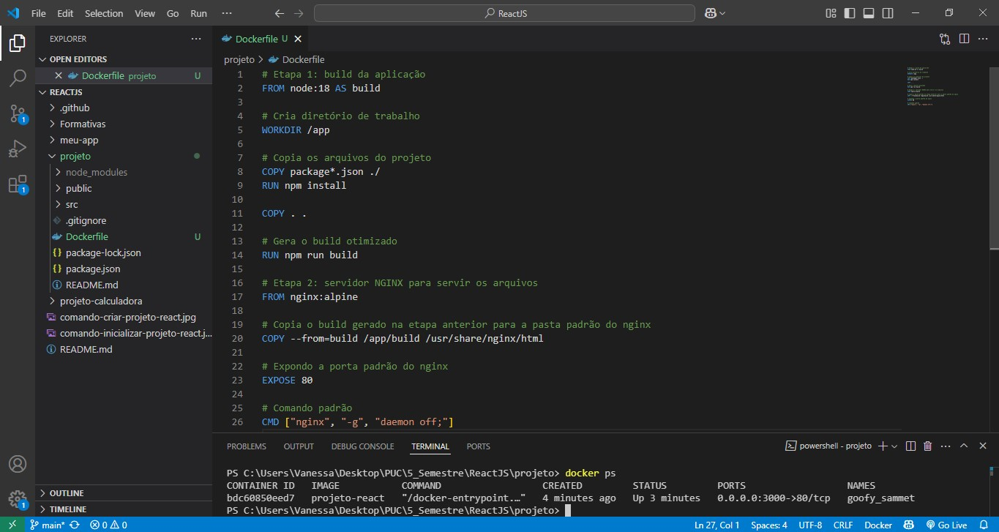 File Edit Selection View Go Run ··· ReactJS
EXPLORER ···
OPEN EDITORS
Dockerfile projeto U
REACTJS
.github
Formativas
meu-app
projeto
node_modules
public
src
.gitignore
Dockerfile U
package-lock.json
package.json
README.md
projeto-calculadora
comando-criar-projeto-react.jpg
comando-inicializar-projeto-react.j...
README.md
OUTLINE
TIMELINE
1
1
1
Dockerfile U
projeto > Dockerfile
1 # Etapa 1: build da aplicação
2 FROM node:18 AS build
3
4 # Cria diretório de trabalho
5 WORKDIR /app
6
7 # Copia os arquivos do projeto
8 COPY package*.json ./
9 RUN npm install
10
11 COPY . .
12
13 # Gera o build otimizado
14 RUN npm run build
15
16 # Etapa 2: servidor NGINX para servir os arquivos
17 FROM nginx:alpine
18
19 # Copia o build gerado na etapa anterior para a pasta padrão do nginx
20 COPY --from=build /app/build /usr/share/nginx/html
21
22 # Expondo a porta padrão do nginx
23 EXPOSE 80
24
25 # Comando padrão
26 CMD ["nginx", "-g", "daemon off;"]
PROBLEMS OUTPUT DEBUG CONSOLE TERMINAL PORTS powershell - projeto
PS C:\Users\Vanessa\Desktop\PUC\5_Semestre\ReactJS\projeto> docker ps
CONTAINER ID IMAGE COMMAND CREATED STATUS PORTS NAMES
bdc60850eed7 projeto-react "/docker-entrypoint.…" 4 minutes ago Up 3 minutes 0.0.0.0:3000->80/tcp goofy_sammet
PS C:\Users\Vanessa\Desktop\PUC\5_Semestre\ReactJS\projeto>
main* 0 0 Ln 27, Col 1 Spaces: 4 UTF-8 CRLF Docker Go Live